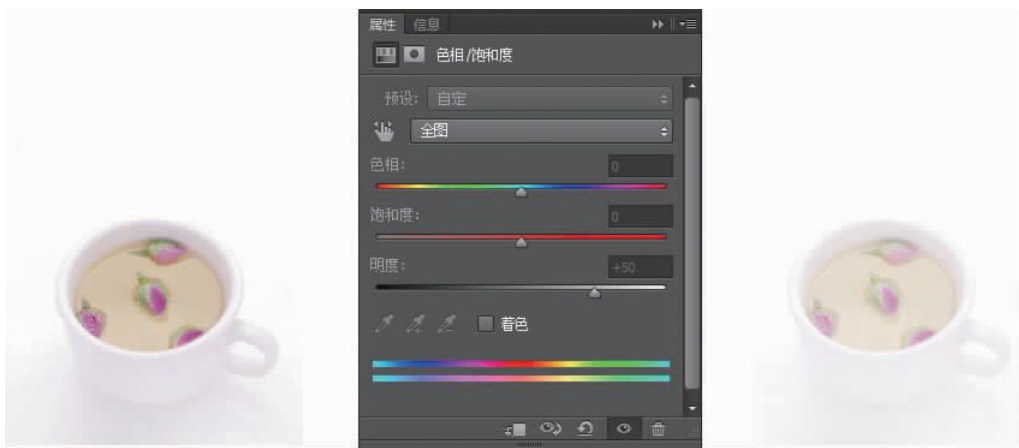 属性 信息
色相/饱和度
预设: 自定
全图
色相: 0
饱和度: 0
明度: +50
着色